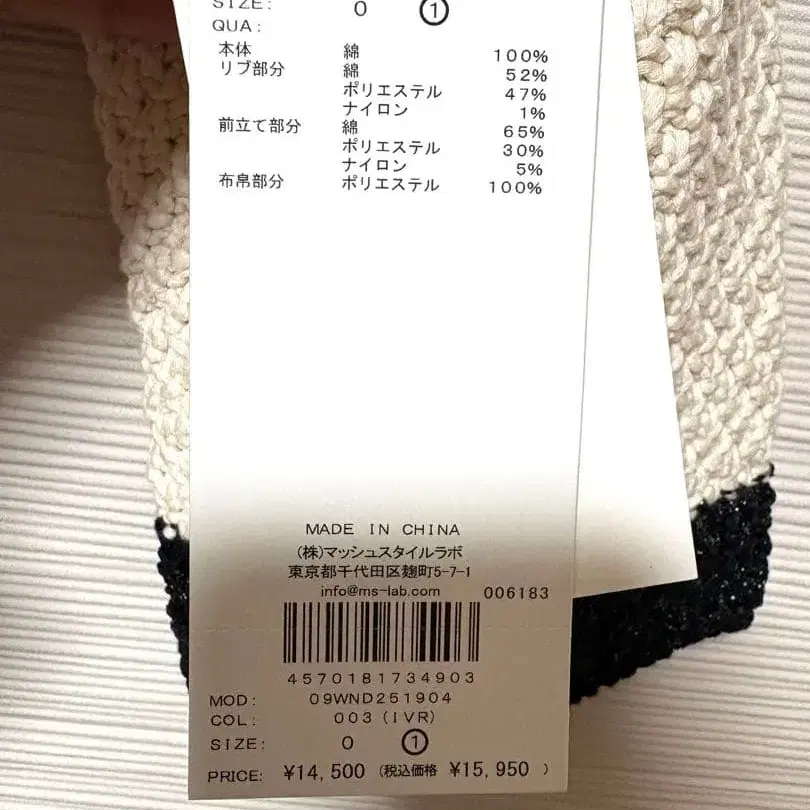 SIZE: 0 ①
QUA:
本体 綿 100%
リブ部分 綿 52%
ポリエステル 47%
ナイロン 1%
前立て部分 綿 65%
ポリエステル 30%
ナイロン 5%
布帛部分 ポリエステル 100%
MADE IN CHINA
(株)マッシュスタイルラボ
東京都千代田区麹町5-7-1
info@ms-lab.com 006183
4570181734903
MOD: 09WND251904
COL: 003(IVR)
SIZE: 0 ①
PRICE: ¥14,500 (税込価格 ¥15,950 )